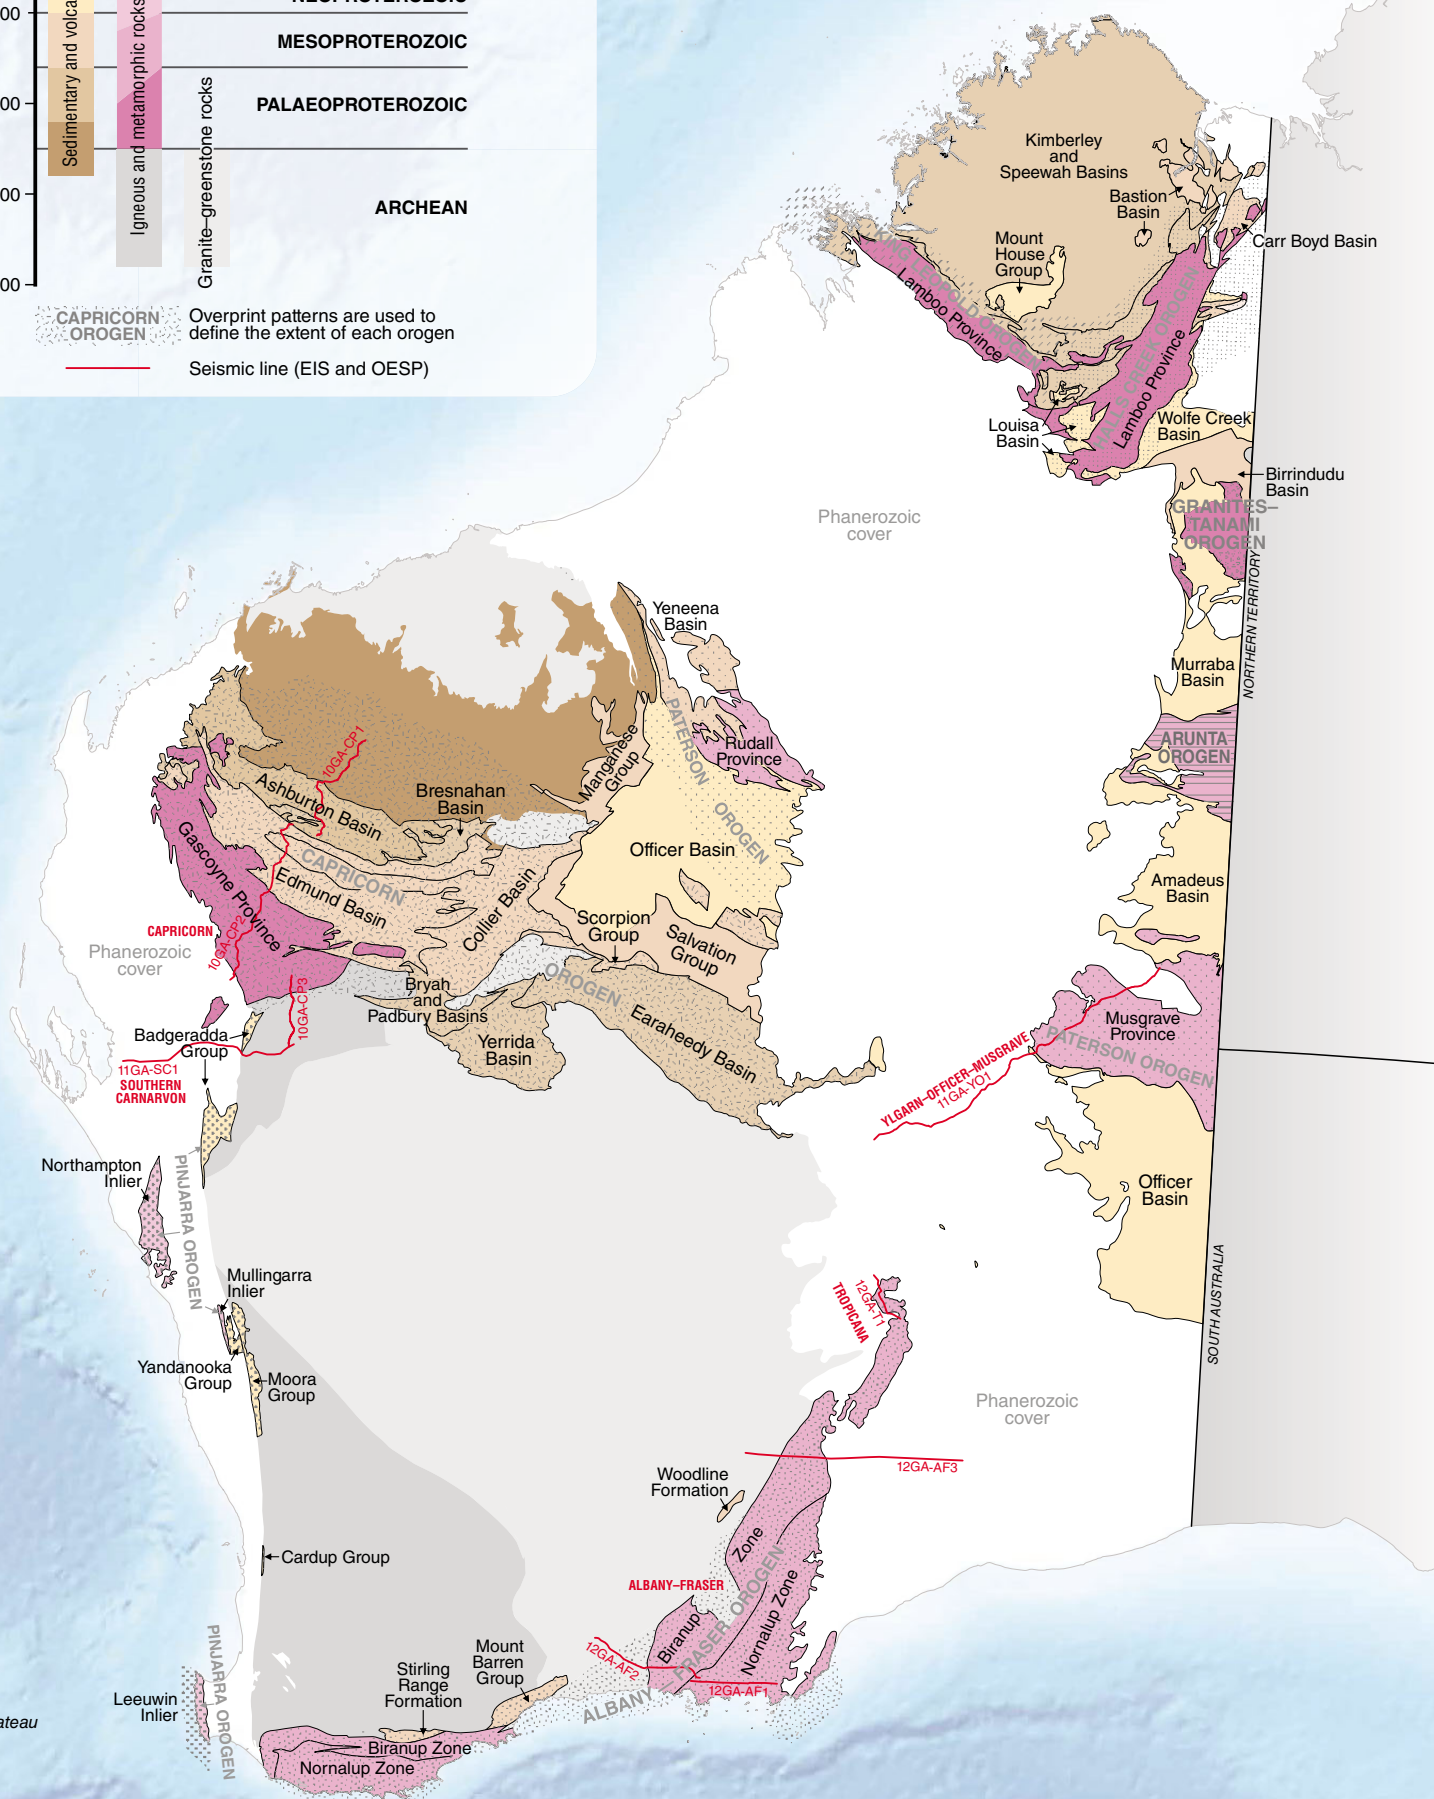 00
NEOPROTEROZOIC
MESOPROTEROZOIC
00
PALAEOPROTEROZOIC
00
ARCHEAN
00
Sedimentary and volca
Igneous and metamorphic rocks
Granite–greenstone rocks
CAPRICORN
OROGEN
Overprint patterns are used to
define the extent of each orogen
Seismic line (EIS and OESP)
Kimberley
and
Speewah Basins
Bastion
Basin
Carr Boyd Basin
Mount
House
Group
KING LEOPOLD OROGEN
Lamboo Province
HALLS CREEK OROGEN
Lamboo Province
Louisa
Basin
Wolfe Creek
Basin
Birrindudu
Basin
GRANITES–
TANAMI
OROGEN
NORTHERN TERRITORY
Phanerozoic
cover
Murraba
Basin
ARUNTA
OROGEN
Amadeus
Basin
Yeneena
Basin
PATERSON
OROGEN
Rudall
Province
Manganese
Group
10GA-CP1
Ashburton Basin
Bresnahan
Basin
Officer Basin
CAPRICORN
Edmund Basin
Gascoyne Province
Collier Basin
Scorpion
Group
Salvation
Group
CAPRICORN
10GA-CP2
Phanerozoic
cover
OROGEN
10GA-CP3
Bryah
and
Padbury Basins
Yerrida
Basin
Earaheedy Basin
Badgeradda
Group
11GA-SC1
SOUTHERN
CARNARVON
Musgrave
Province
PATERSON OROGEN
YLGARN–OFFICER–MUSGRAVE
11GA-YO1
Officer
Basin
SOUTH AUSTRALIA
Northampton
Inlier
PINJARRA OROGEN
Mullingarra
Inlier
Yandanooka
Group
Moora
Group
12GA-T1
TROPICANA
Phanerozoic
cover
12GA-AF3
Woodline
Formation
Zone
Cardup Group
ALBANY–FRASER
Biranup
Nornalup Zone
12GA-AF2
12GA-AF1
ALBANY
FRASER OROGEN
Mount
Barren
Group
Stirling
Range
Formation
PINJARRA OROGEN
Leeuwin
Inlier
Biranup Zone
Nornalup Zone
ateau